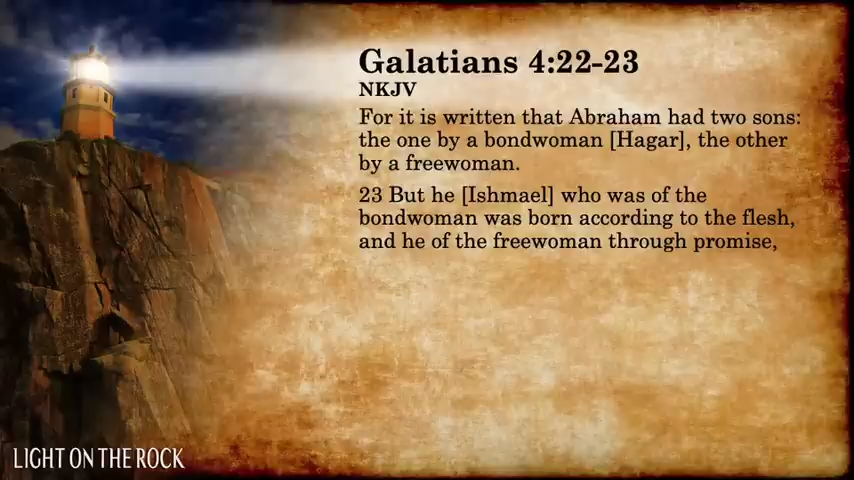 Galatians 4:22-23
NKJV
For it is written that Abraham had two sons:
the one by a bondwoman [Hagar], the other
by a freewoman.
23 But he [Ishmael] who was of the
bondwoman was born according to the flesh,
and he of the freewoman through promise,
LIGHT ON THE ROCK